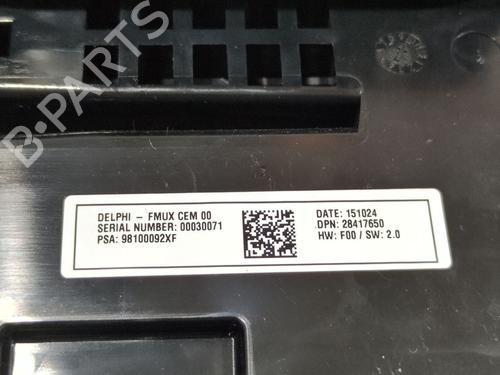 B-PARTS
DELPHI - FMUX CEM 00
SERIAL NUMBER: 00030071
PSA: 98100092XF
DATE: 151024
DPN: 28417650
HW: F00 / SW: 2.0